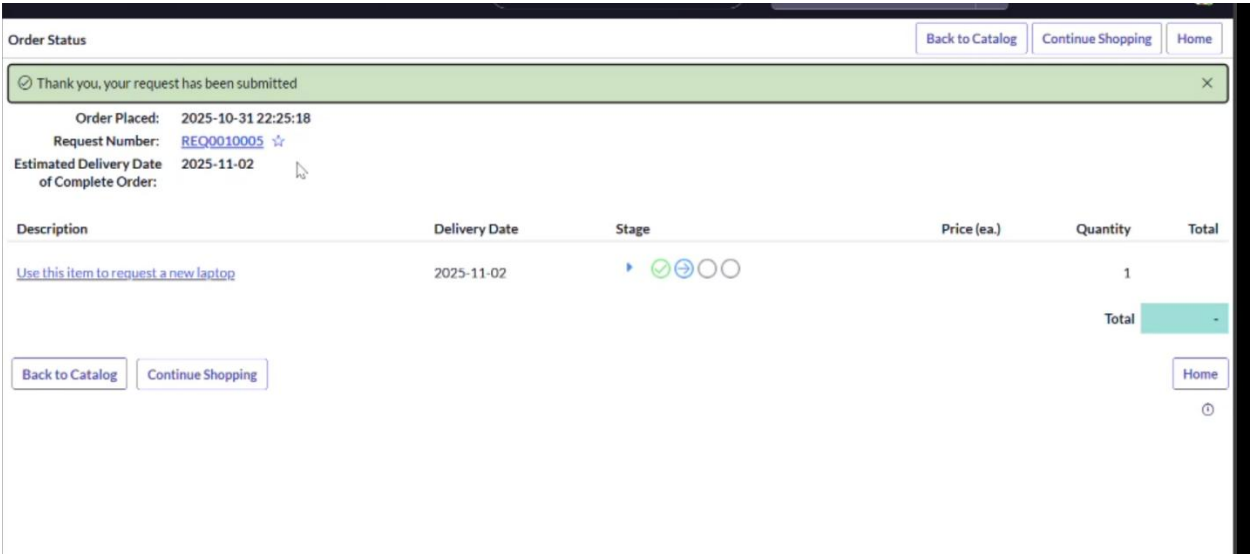 Order Status
Back to Catalog
Continue Shopping
Home
Thank you, your request has been submitted
Order Placed: 2025-10-31 22:25:18
Request Number: REQ0010005
Estimated Delivery Date 2025-11-02
of Complete Order:
Description Delivery Date Stage Price (ea.) Quantity Total
Use this item to request a new laptop 2025-11-02 1
Total -
Back to Catalog
Continue Shopping
Home